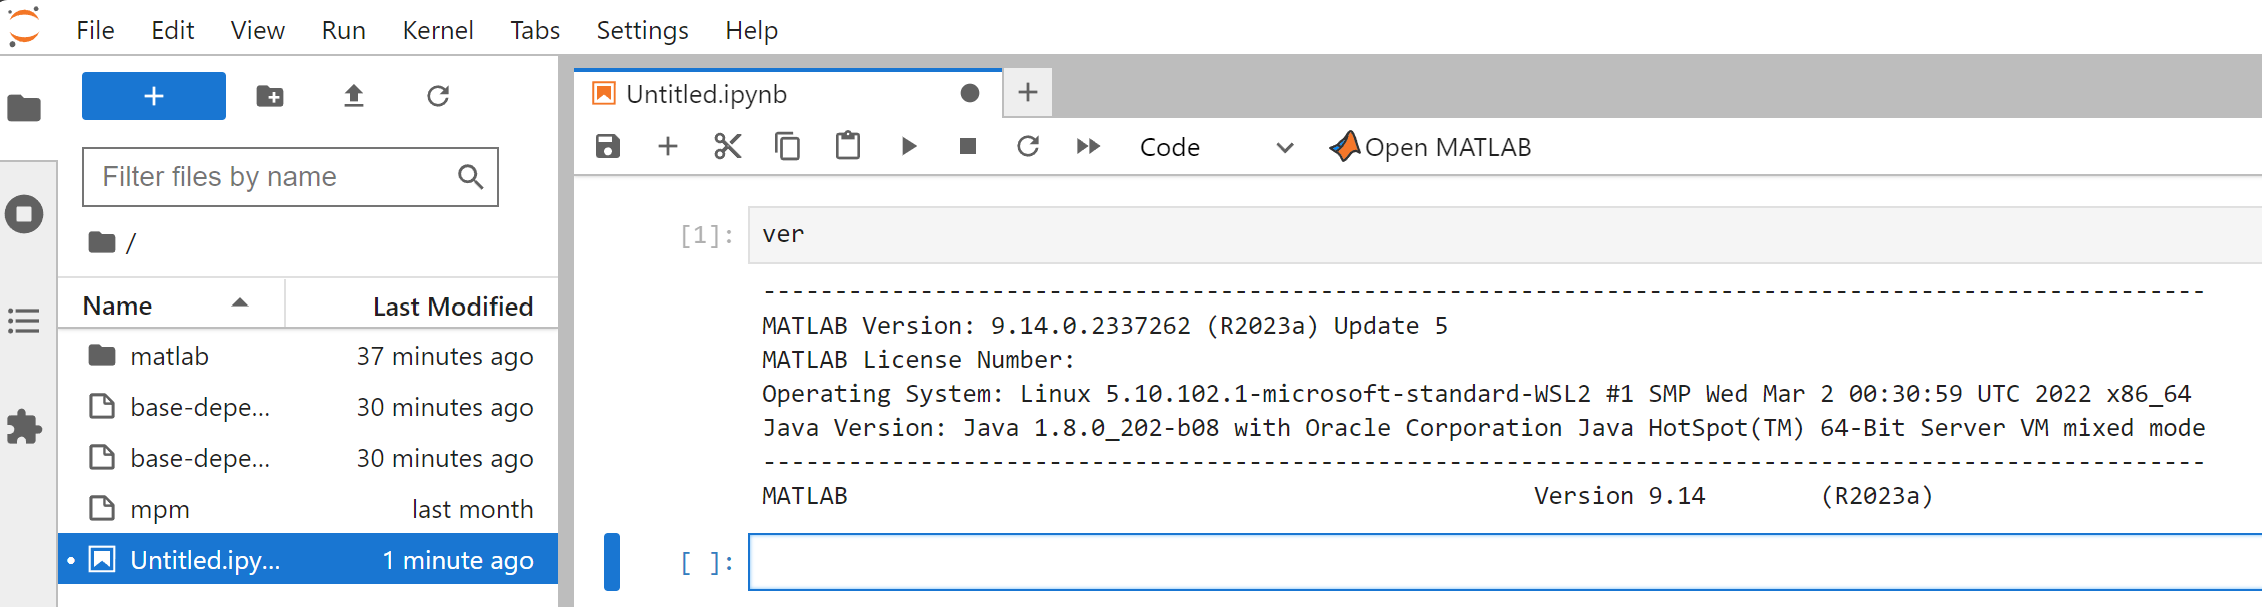 File Edit View Run Kernel Tabs Settings Help
Filter files by name
/
Name Last Modified
matlab 37 minutes ago
base-depe... 30 minutes ago
base-depe... 30 minutes ago
mpm last month
Untitled.ipy... 1 minute ago
Untitled.ipynb
Code Open MATLAB
[1]: ver
-----------------------------------------------------------------------------------------------------
MATLAB Version: 9.14.0.2337262 (R2023a) Update 5
MATLAB License Number:
Operating System: Linux 5.10.102.1-microsoft-standard-WSL2 #1 SMP Wed Mar 2 00:30:59 UTC 2022 x86_64
Java Version: Java 1.8.0_202-b08 with Oracle Corporation Java HotSpot(TM) 64-Bit Server VM mixed mode
-----------------------------------------------------------------------------------------------------
MATLAB Version 9.14 (R2023a)
[ ]: